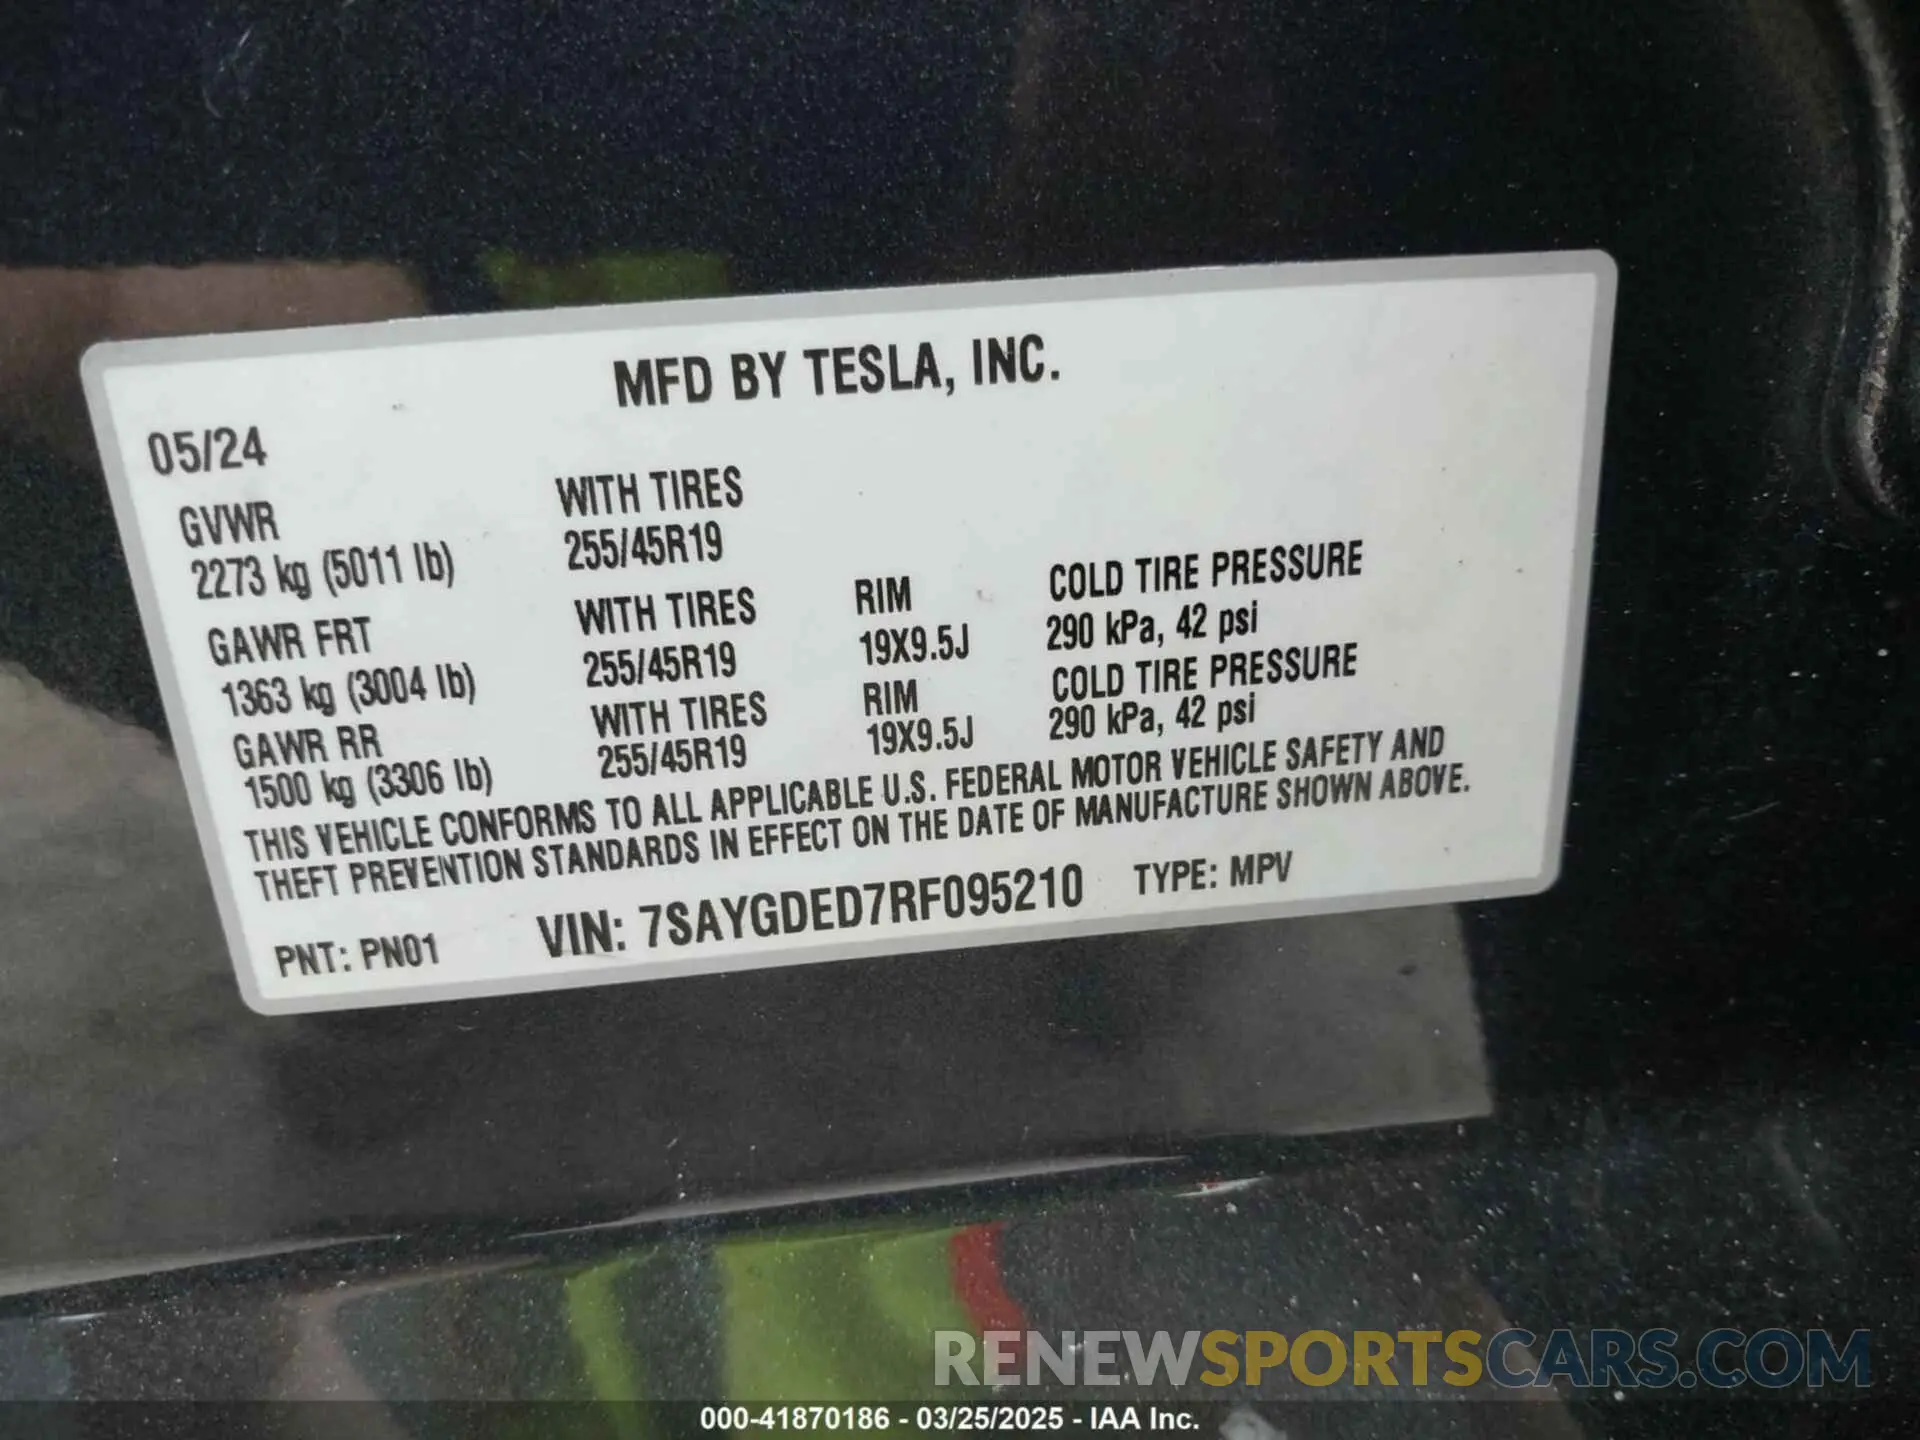 MFD BY TESLA, INC.
05/24
GVWR
2273 kg (5011 lb)
WITH TIRES
255/45R19
GAWR FRT
1363 kg (3004 lb)
WITH TIRES
255/45R19
RIM
19X9.5J
COLD TIRE PRESSURE
290 kPa, 42 psi
GAWR RR
1500 kg (3306 lb)
WITH TIRES
255/45R19
RIM
19X9.5J
COLD TIRE PRESSURE
290 kPa, 42 psi
THIS VEHICLE CONFORMS TO ALL APPLICABLE U.S. FEDERAL MOTOR VEHICLE SAFETY AND
THEFT PREVENTION STANDARDS IN EFFECT ON THE DATE OF MANUFACTURE SHOWN ABOVE.
PNT: PN01 VIN: 7SAYGDED7RF095210 TYPE: MPV
RENEWSPORTSCARS.COM
000-41870186 - 03/25/2025 - IAA Inc.